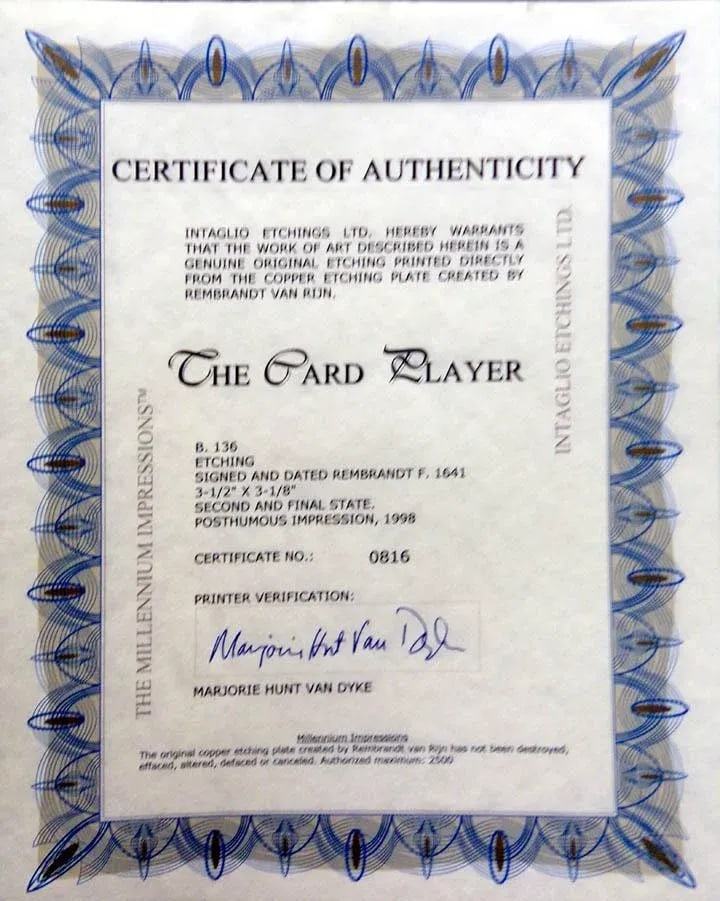 CERTIFICATE OF AUTHENTICITY
INTAGLIO ETCHINGS LTD. HEREBY WARRANTS
THAT THE WORK OF ART DESCRIBED HEREIN IS A
GENUINE ORIGINAL ETCHING PRINTED DIRECTLY
FROM THE COPPER ETCHING PLATE CREATED BY
REMBRANDT VAN RIJN.
INTAGLIO ETCHINGS LTD.
THE CARD PLAYER
B. 136
ETCHING
SIGNED AND DATED REMBRANDT F. 1641
3-1/2" X 3-1/8"
SECOND AND FINAL STATE.
POSTHUMOUS IMPRESSION, 1998
THE MILLENNIUM IMPRESSIONS™
CERTIFICATE NO.: 0816
PRINTER VERIFICATION:
Marjorie Hunt Van Dyke
MARJORIE HUNT VAN DYKE
Millennium Impressions
The original copper etching plate created by Rembrandt van Rijn has not been destroyed,
effaced, altered, defaced or canceled. Authorized maximum: 2500